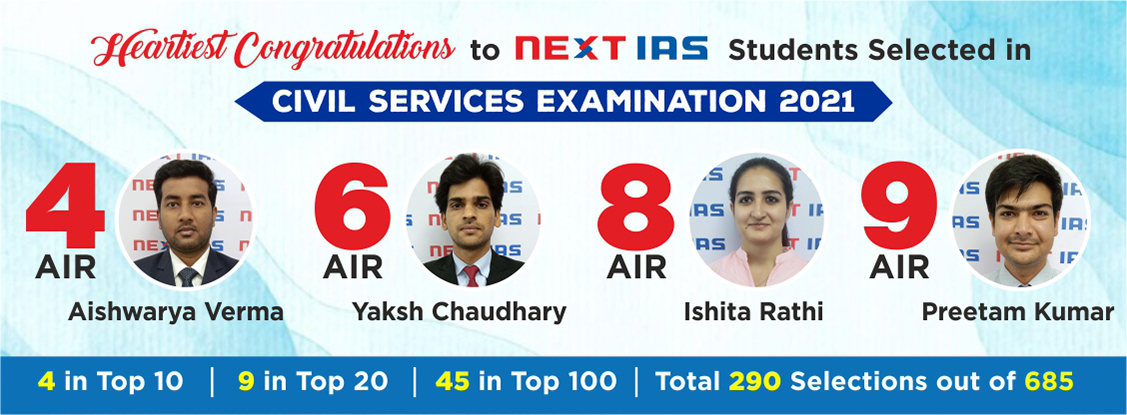 Heartiest Congratulations to NEXT IAS Students Selected in
CIVIL SERVICES EXAMINATION 2021
4 AIR
Aishwarya Verma
6 AIR
Yaksh Chaudhary
8 AIR
Ishita Rathi
9 AIR
Preetam Kumar
4 in Top 10 | 9 in Top 20 | 45 in Top 100 | Total 290 Selections out of 685